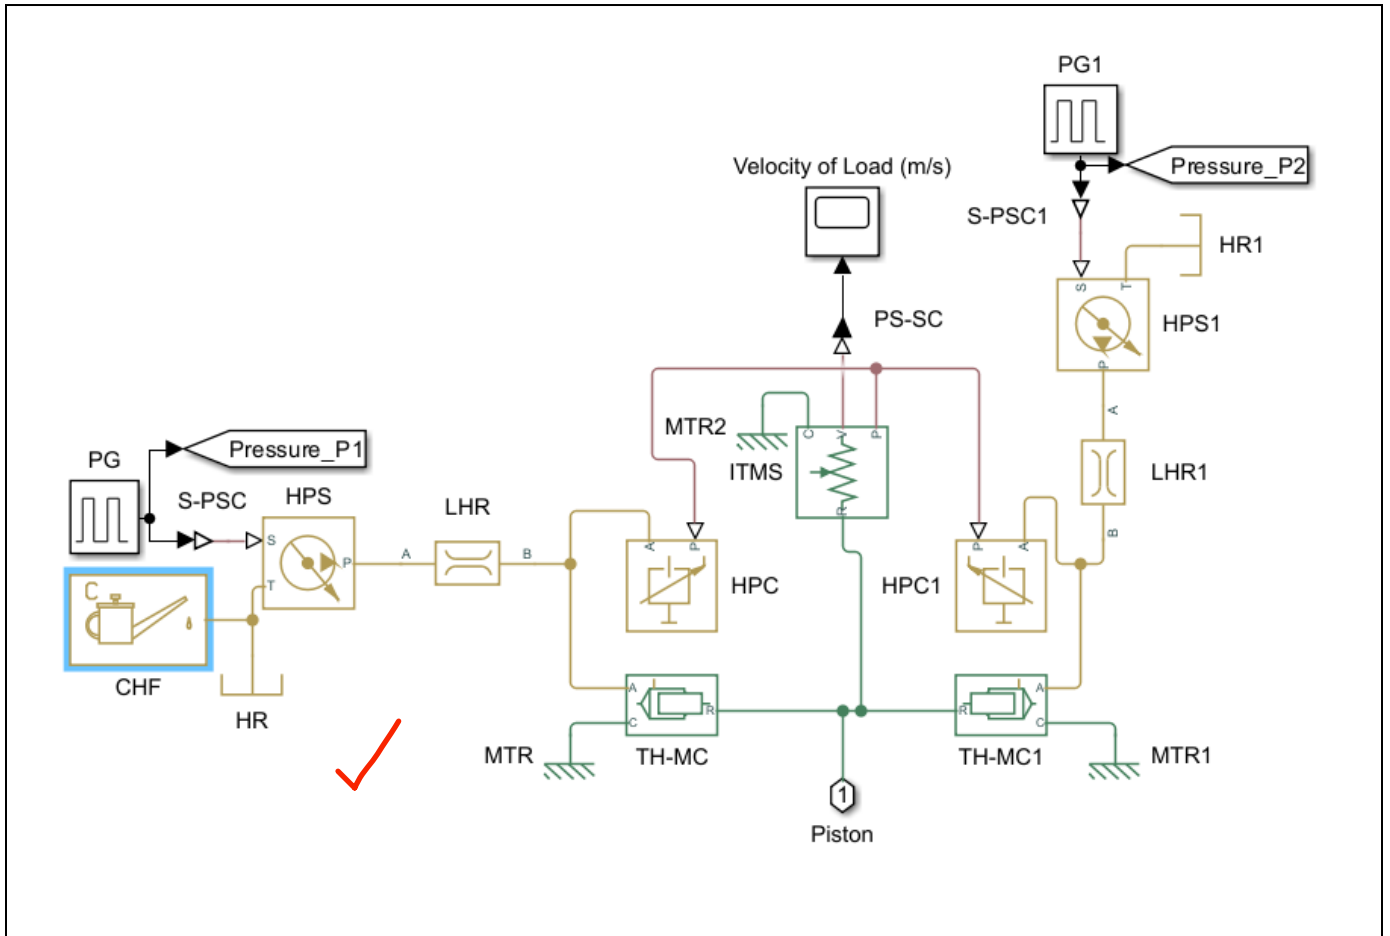 PG1
Pressure_P2
Velocity of Load (m/s)
S-PSC1
HR1
S
T
HPS1
P
PS-SC
A
MTR2
C
V
P
ITMS
R
LHR1
B
Pressure_P1
PG
S-PSC
HPS
S
P
T
LHR
A
B
A
P
HPC
P
A
HPC1
C
CHF
HR
A
R
C
MTR
TH-MC
R
A
C
TH-MC1
MTR1
1
Piston